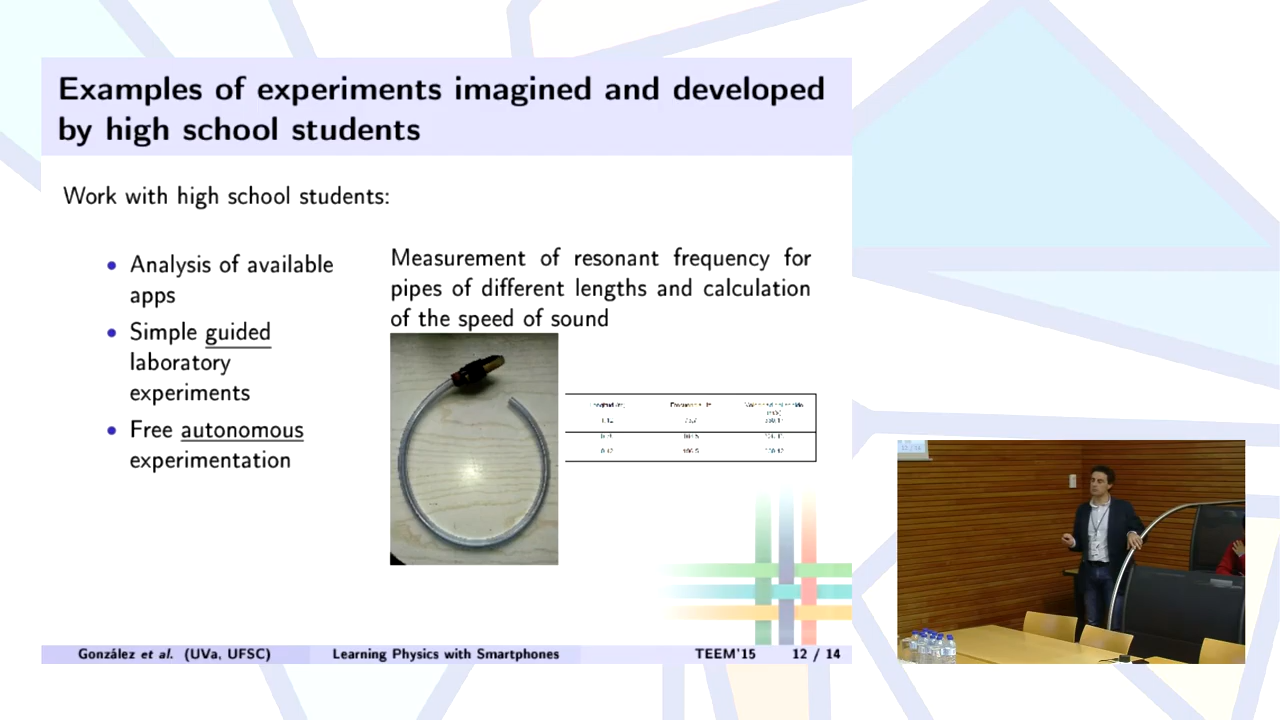 Examples of experiments imagined and developed
by high school students
Work with high school students:
• Analysis of available
apps
• Simple guided
laboratory
experiments
• Free autonomous
experimentation
Measurement of resonant frequency for
pipes of different lengths and calculation
of the speed of sound
González et al. (UVa, UFSC)
Learning Physics with Smartphones
TEEM'15
12 / 14